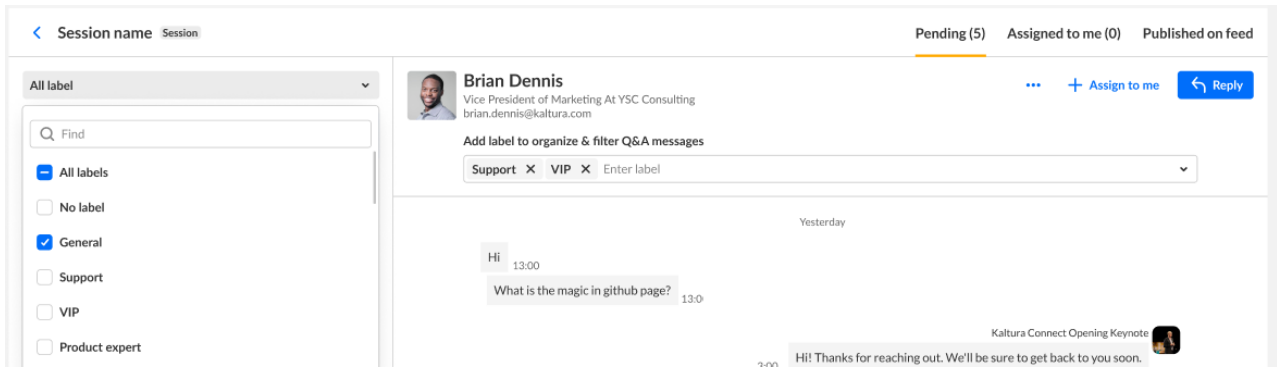 Session name Session
Pending (5) Assigned to me (0) Published on feed
All label
Find
All labels
No label
General
Support
VIP
Product expert
Brian Dennis
Vice President of Marketing At YSC Consulting
brian.dennis@kaltura.com
Assign to me
Reply
Add label to organize & filter Q&A messages
Support VIP Enter label
Yesterday
Hi 13:00
What is the magic in github page?
Kaltura Connect Opening Keynote
Hi! Thanks for reaching out. We'll be sure to get back to you soon.